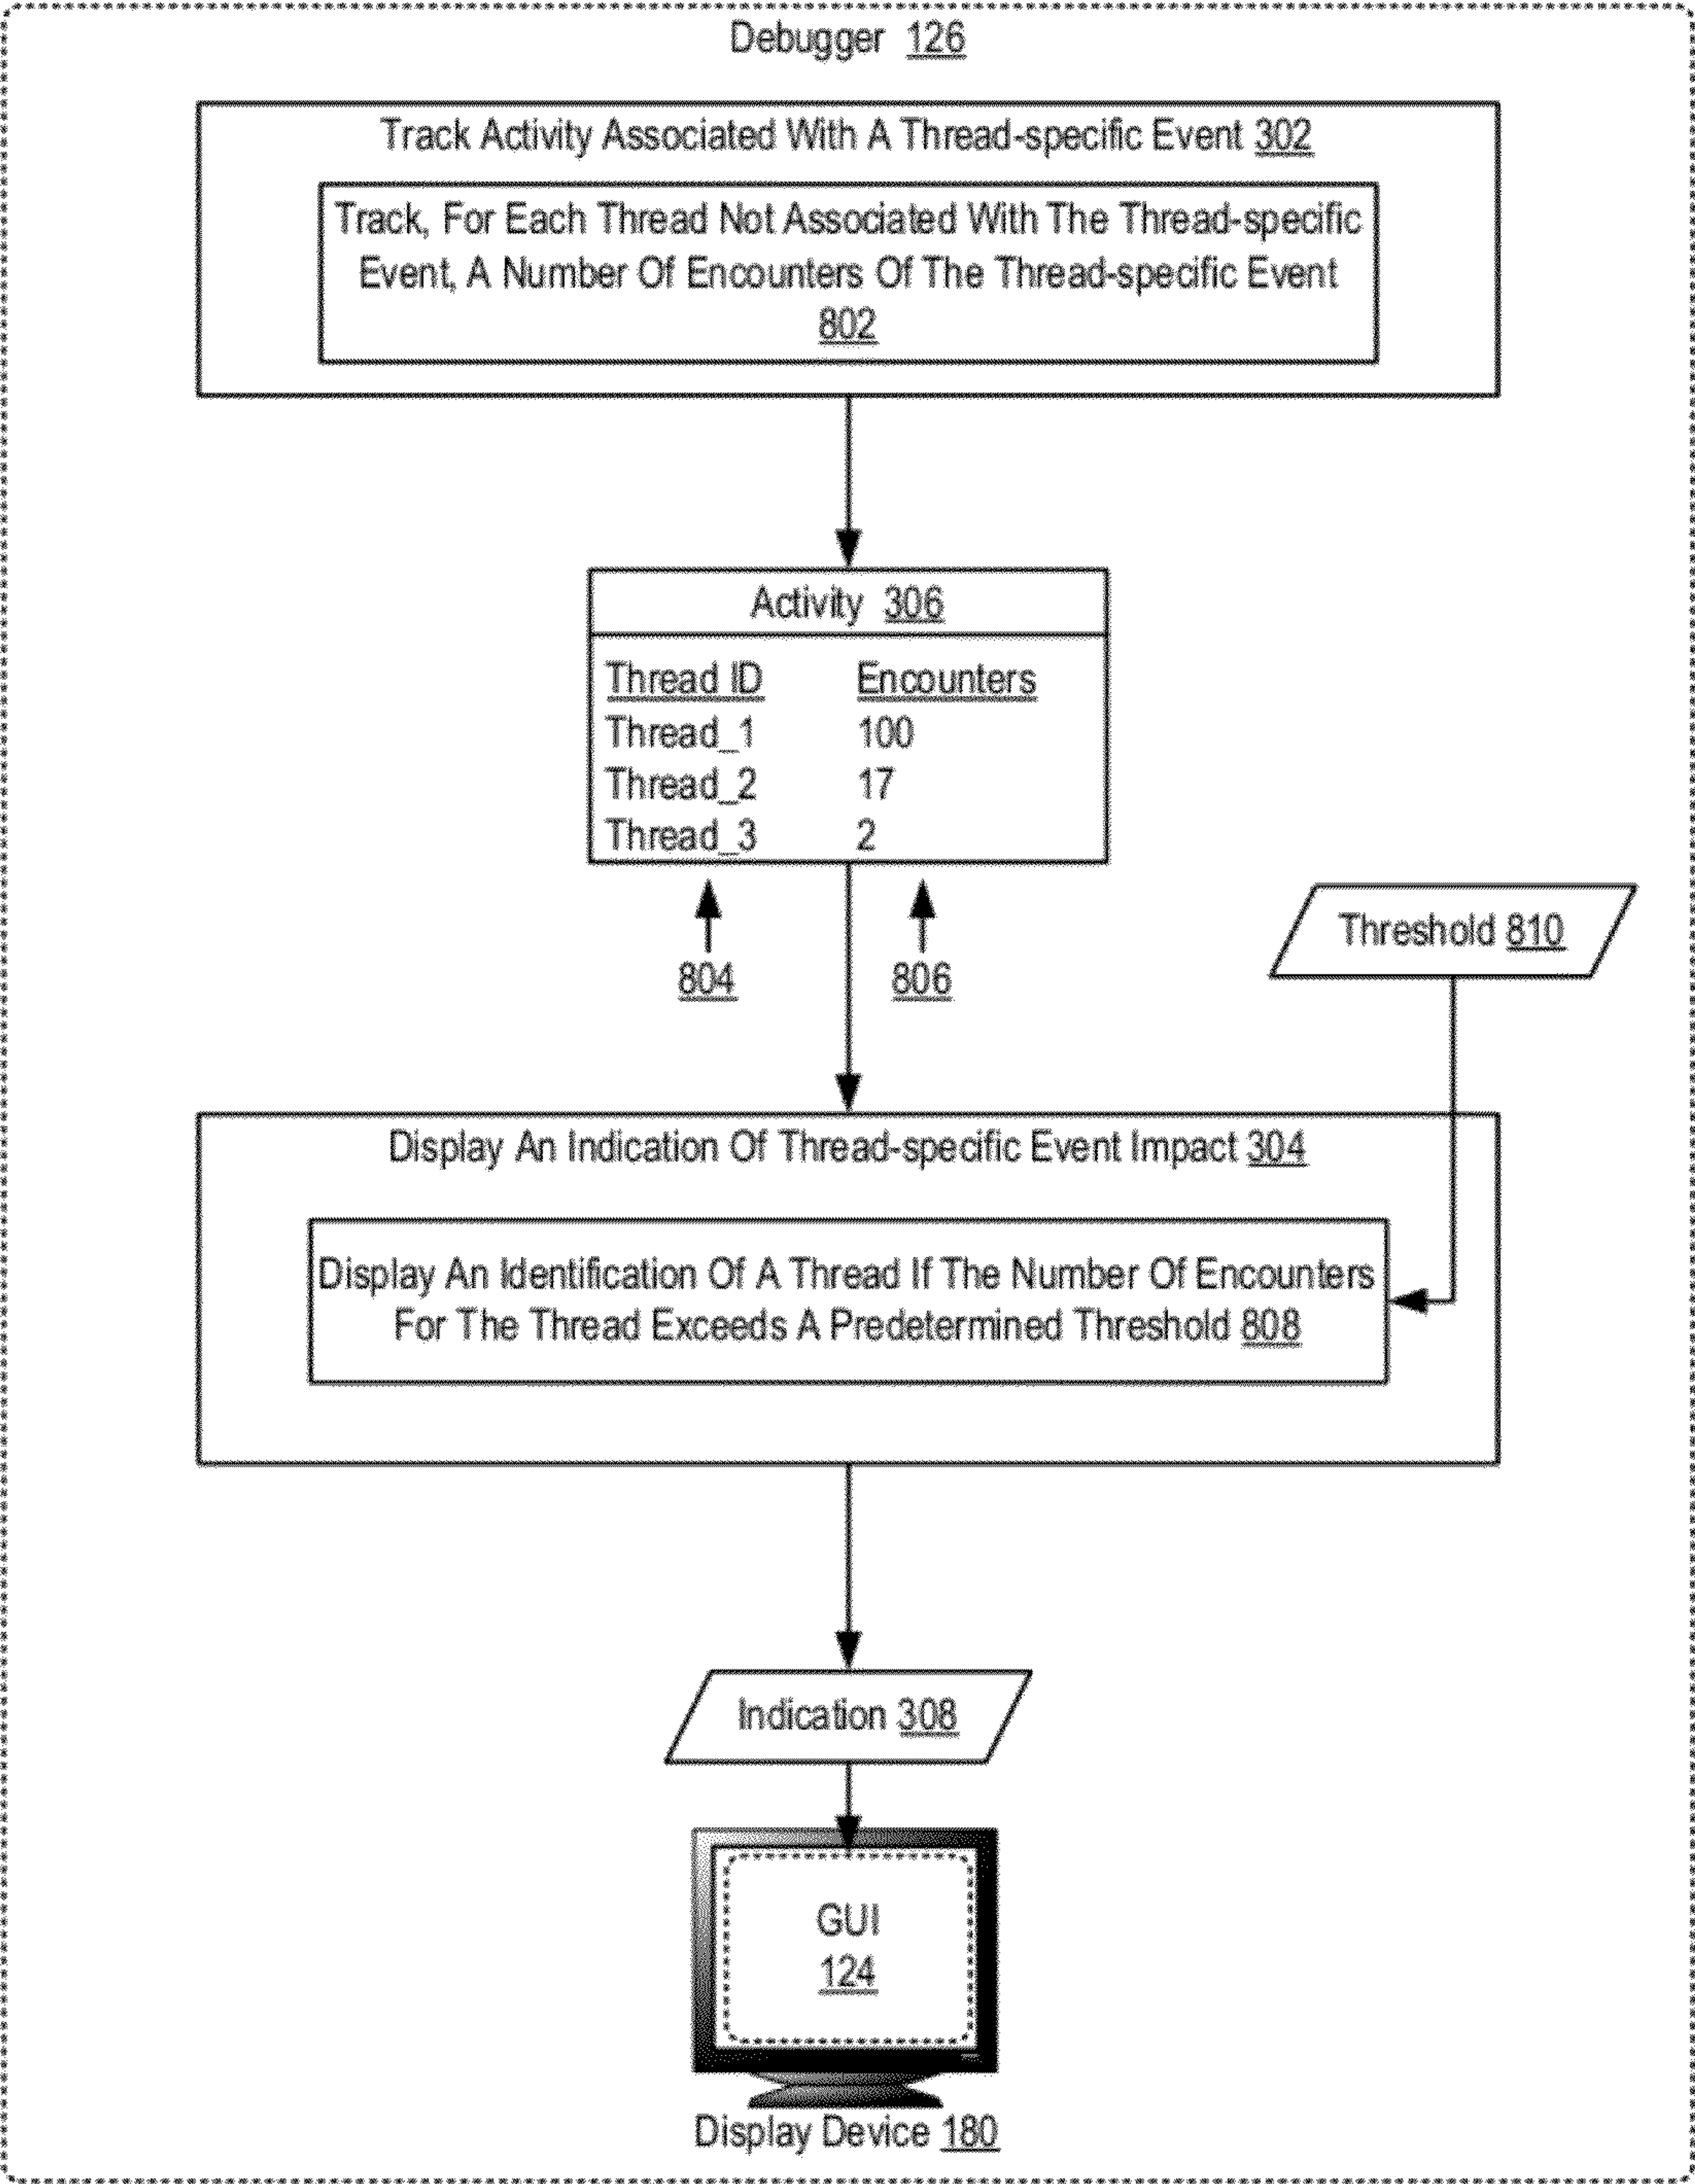 Debugger 126
Track Activity Associated With A Thread-specific Event 302
Track, For Each Thread Not Associated With The Thread-specific
Event, A Number Of Encounters Of The Thread-specific Event
802
Activity 306
Thread ID Encounters
Thread_1 100
Thread_2 17
Thread_3 2
804 806
Threshold 810
Display An Indication Of Thread-specific Event Impact 304
Display An Identification Of A Thread If The Number Of Encounters
For The Thread Exceeds A Predetermined Threshold 808
Indication 308
GUI
124
Display Device 180